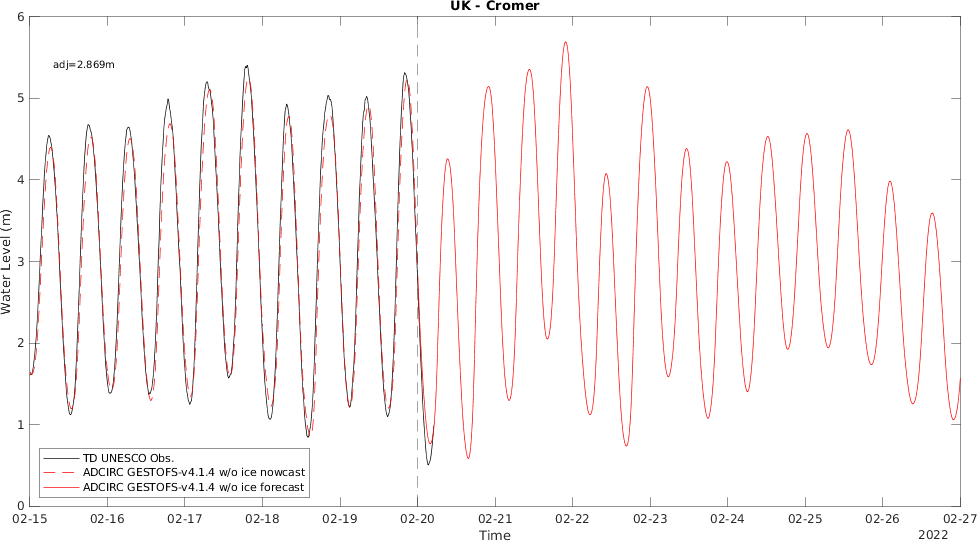 UK - Cromer
6
adj=2.869m
5
4
3
Water Level (m)
2
1
TD UNESCO Obs.
ADCIRC GESTOFS-v4.1.4 w/o ice nowcast
ADCIRC GESTOFS-v4.1.4 w/o ice forecast
0
02-15 02-16 02-17 02-18 02-19 02-20 02-21 02-22 02-23 02-24 02-25 02-26 02-27
Time
2022